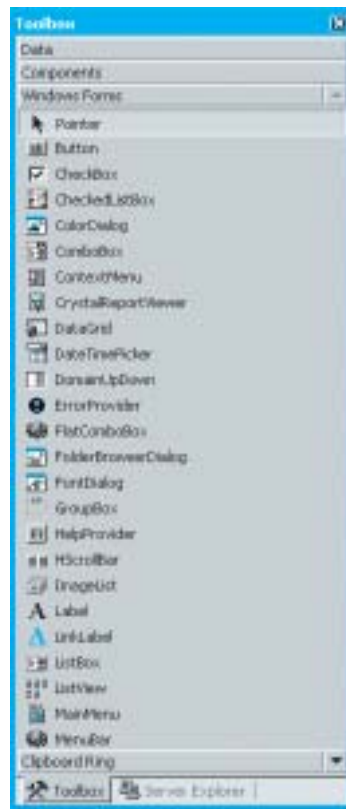 Toolbox
Data
Components
Windows Forms
Pointer
Button
CheckBox
CheckedListBox
ColorDialog
ComboBox
ContextMenu
CrystalReportViewer
DataGrid
DateTimePicker
DomainUpDown
ErrorProvider
FlatComboBox
FolderBrowserDialog
FontDialog
GroupBox
HelpProvider
HScrollBar
ImageList
A Label
A LinkLabel
ListBox
ListView
MainMenu
MenuBar
Clipboard Ring
Toolbox Server Explorer